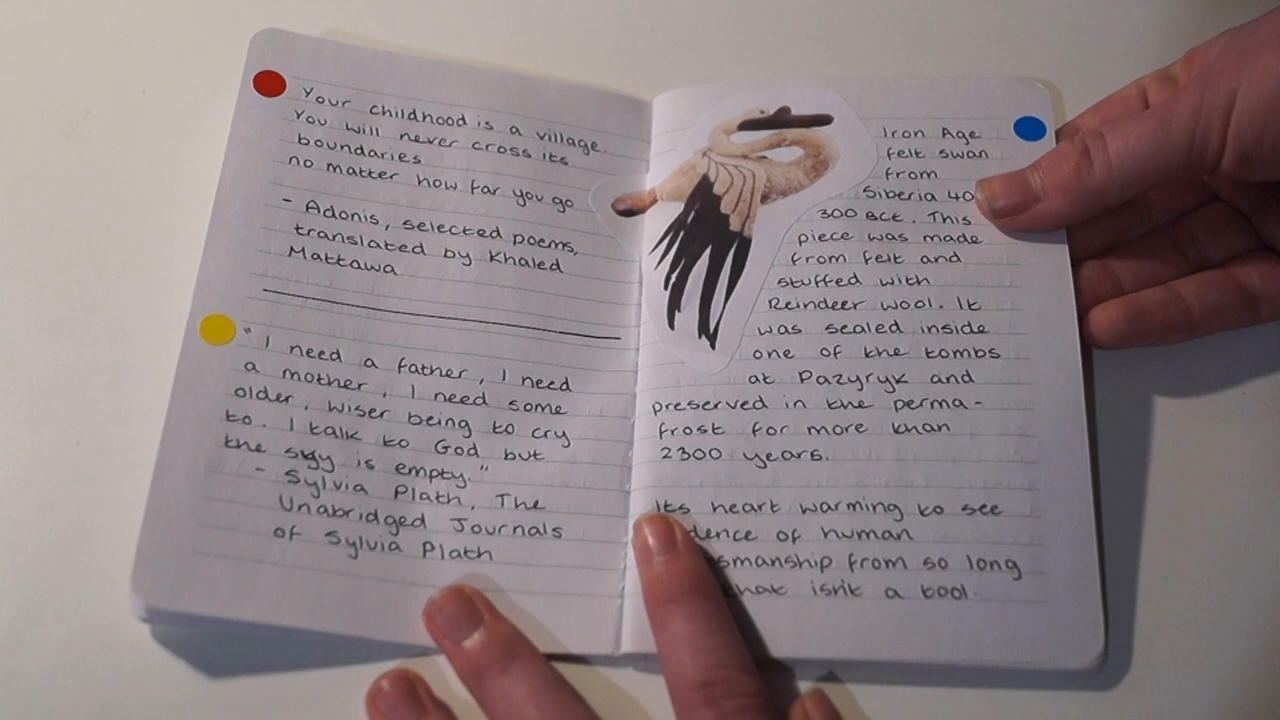 Your childhood is a village.
You will never cross its
boundaries
no matter how far you go
- Adonis, selected poems,
translated by Khaled
Mattawa
" I need a father, I need
a mother, I need some
older, wiser being to cry
to. I talk to God but
the sky is empty."
- Sylvia Plath, The
Unabridged Journals
of Sylvia Plath
Iron Age
felt swan
from
Siberia 40
300 BCE. This
piece was made
from felt and
stuffed with
Reindeer wool. It
was sealed inside
one of the tombs
at Pazyryk and
preserved in the perma-
frost for more than
2300 years.
Its heart warming to see
dence of human
smanship from so long
that isn't a tool.